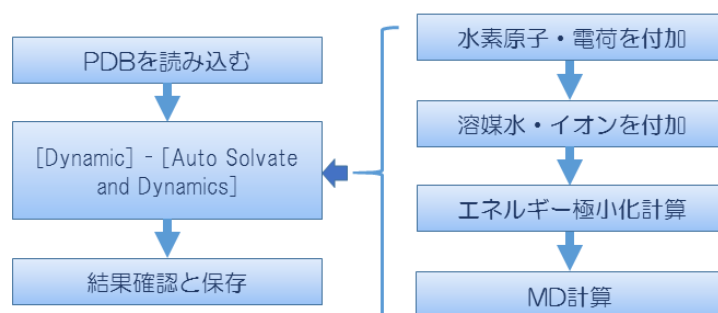 PDBを読み込む
[Dynamic] - [Auto Solvate
and Dynamics]
結果確認と保存
水素原子・電荷を付加
溶媒水・イオンを付加
エネルギー極小化計算
MD計算